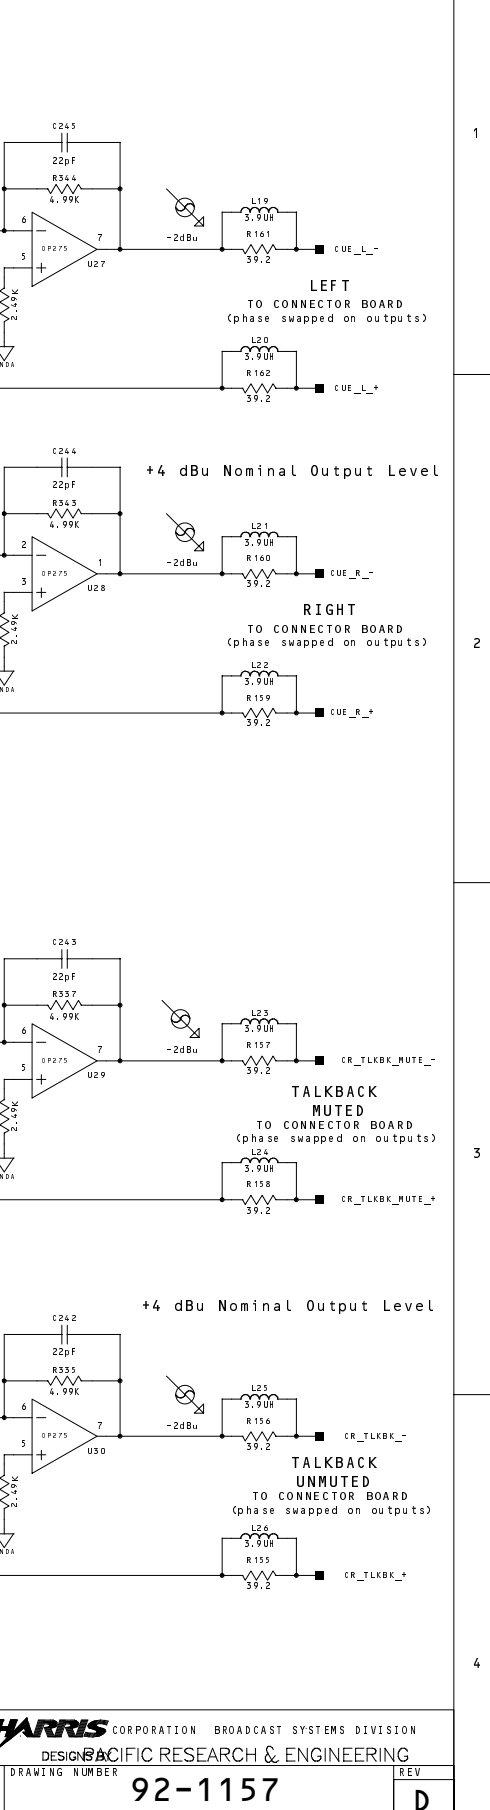 1
C245
22pF
R344
4.99K
6
7
OP275
5
U27
2.49K
NDA
-2dBu
L19
3.9UH
R161
39.2
CUE_L_-
LEFT
TO CONNECTOR BOARD
(phase swapped on outputs)
L20
3.9UH
R162
39.2
CUE_L_+
C244
22pF
R343
4.99K
+4 dBu Nominal Output Level
2
1
OP275
3
U28
2.49K
NDA
-2dBu
L21
3.9UH
R160
39.2
CUE_R_-
RIGHT
TO CONNECTOR BOARD
(phase swapped on outputs)
2
L22
3.9UH
R159
39.2
CUE_R_+
C243
22pF
R337
4.99K
6
7
OP275
5
U29
2.49K
NDA
-2dBu
L23
3.9UH
R157
39.2
CR_TLKBK_MUTE_-
TALKBACK
MUTED
TO CONNECTOR BOARD
(phase swapped on outputs)
3
L24
3.9UH
R158
39.2
CR_TLKBK_MUTE_+
+4 dBu Nominal Output Level
C242
22pF
R335
4.99K
6
7
OP275
5
U30
2.49K
NDA
-2dBu
L25
3.9UH
R156
39.2
CR_TLKBK_-
TALKBACK
UNMUTED
TO CONNECTOR BOARD
(phase swapped on outputs)
L26
3.9UH
R155
39.2
CR_TLKBK_+
4
HARRIS CORPORATION BROADCAST SYSTEMS DIVISION
DESIGNS BY PACIFIC RESEARCH & ENGINEERING
DRAWING NUMBER
92-1157
REV
D